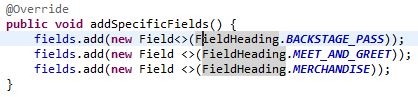 @Override
public void addSpecificFields() {
fields.add(new Field<>(FieldHeading.BACKSTAGE_PASS));
fields.add(new Field <>(FieldHeading.MEET_AND_GREET));
fields.add(new Field <>(FieldHeading.MERCHANDISE));
}